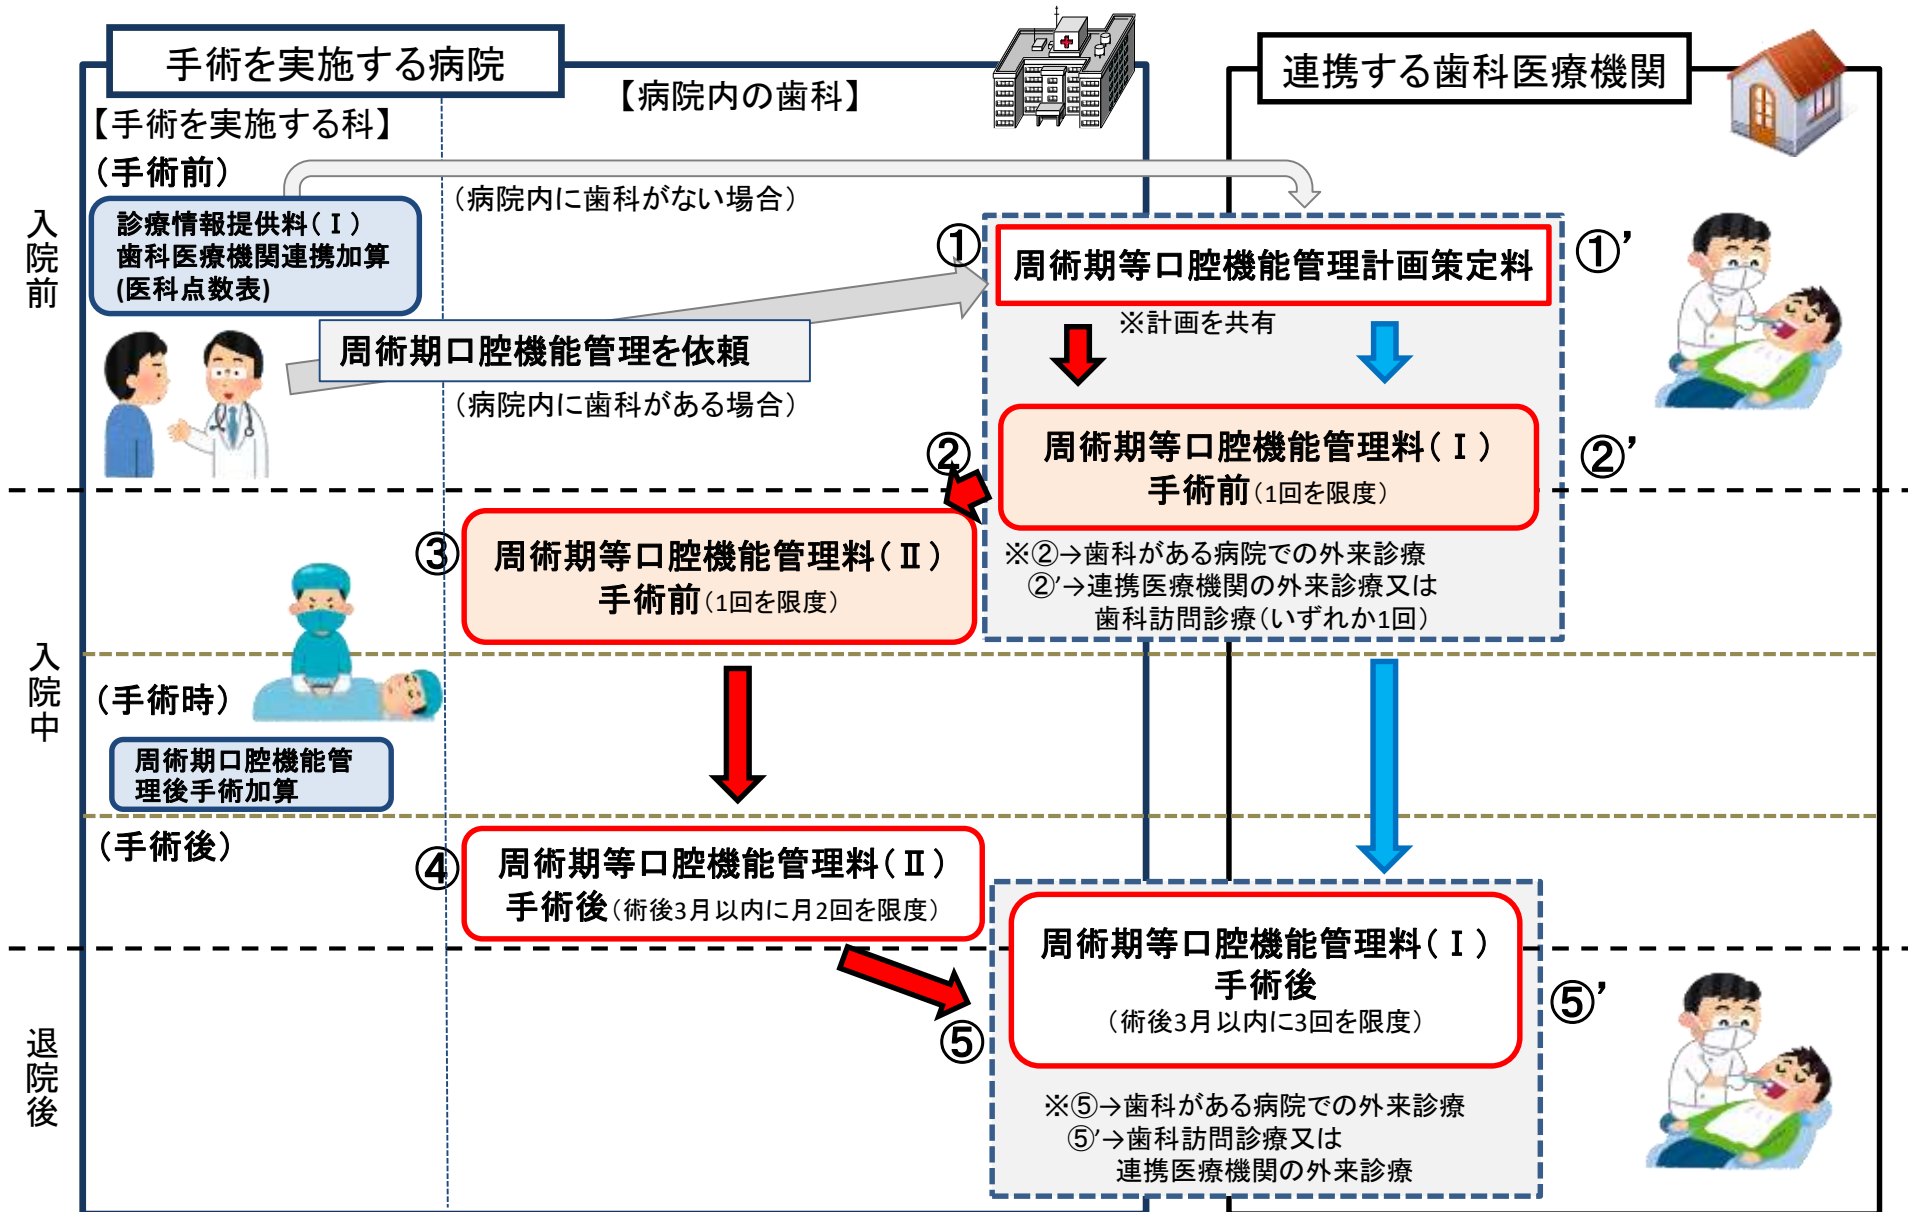 手術を実施する病院
連携する歯科医療機関
【病院内の歯科】
【手術を実施する科】
(手術前)
入院前
診療情報提供料(Ⅰ)
歯科医療機関連携加算
(医科点数表)
(病院内に歯科がない場合)
①
周術期等口腔機能管理計画策定料
①’
※計画を共有
周術期口腔機能管理を依頼
(病院内に歯科がある場合)
②
周術期等口腔機能管理料(Ⅰ)
手術前(1回を限度)
②’
③
周術期等口腔機能管理料(Ⅱ)
手術前(1回を限度)
※②→歯科がある病院での外来診療
②’→連携医療機関の外来診療又は
歯科訪問診療(いずれか1回)
入院中
(手術時)
周術期口腔機能管
理後手術加算
(手術後)
④
周術期等口腔機能管理料(Ⅱ)
手術後(術後3月以内に月2回を限度)
周術期等口腔機能管理料(Ⅰ)
手術後
(術後3月以内に3回を限度)
⑤
⑤’
退院後
※⑤→歯科がある病院での外来診療
⑤’→歯科訪問診療又は
連携医療機関の外来診療